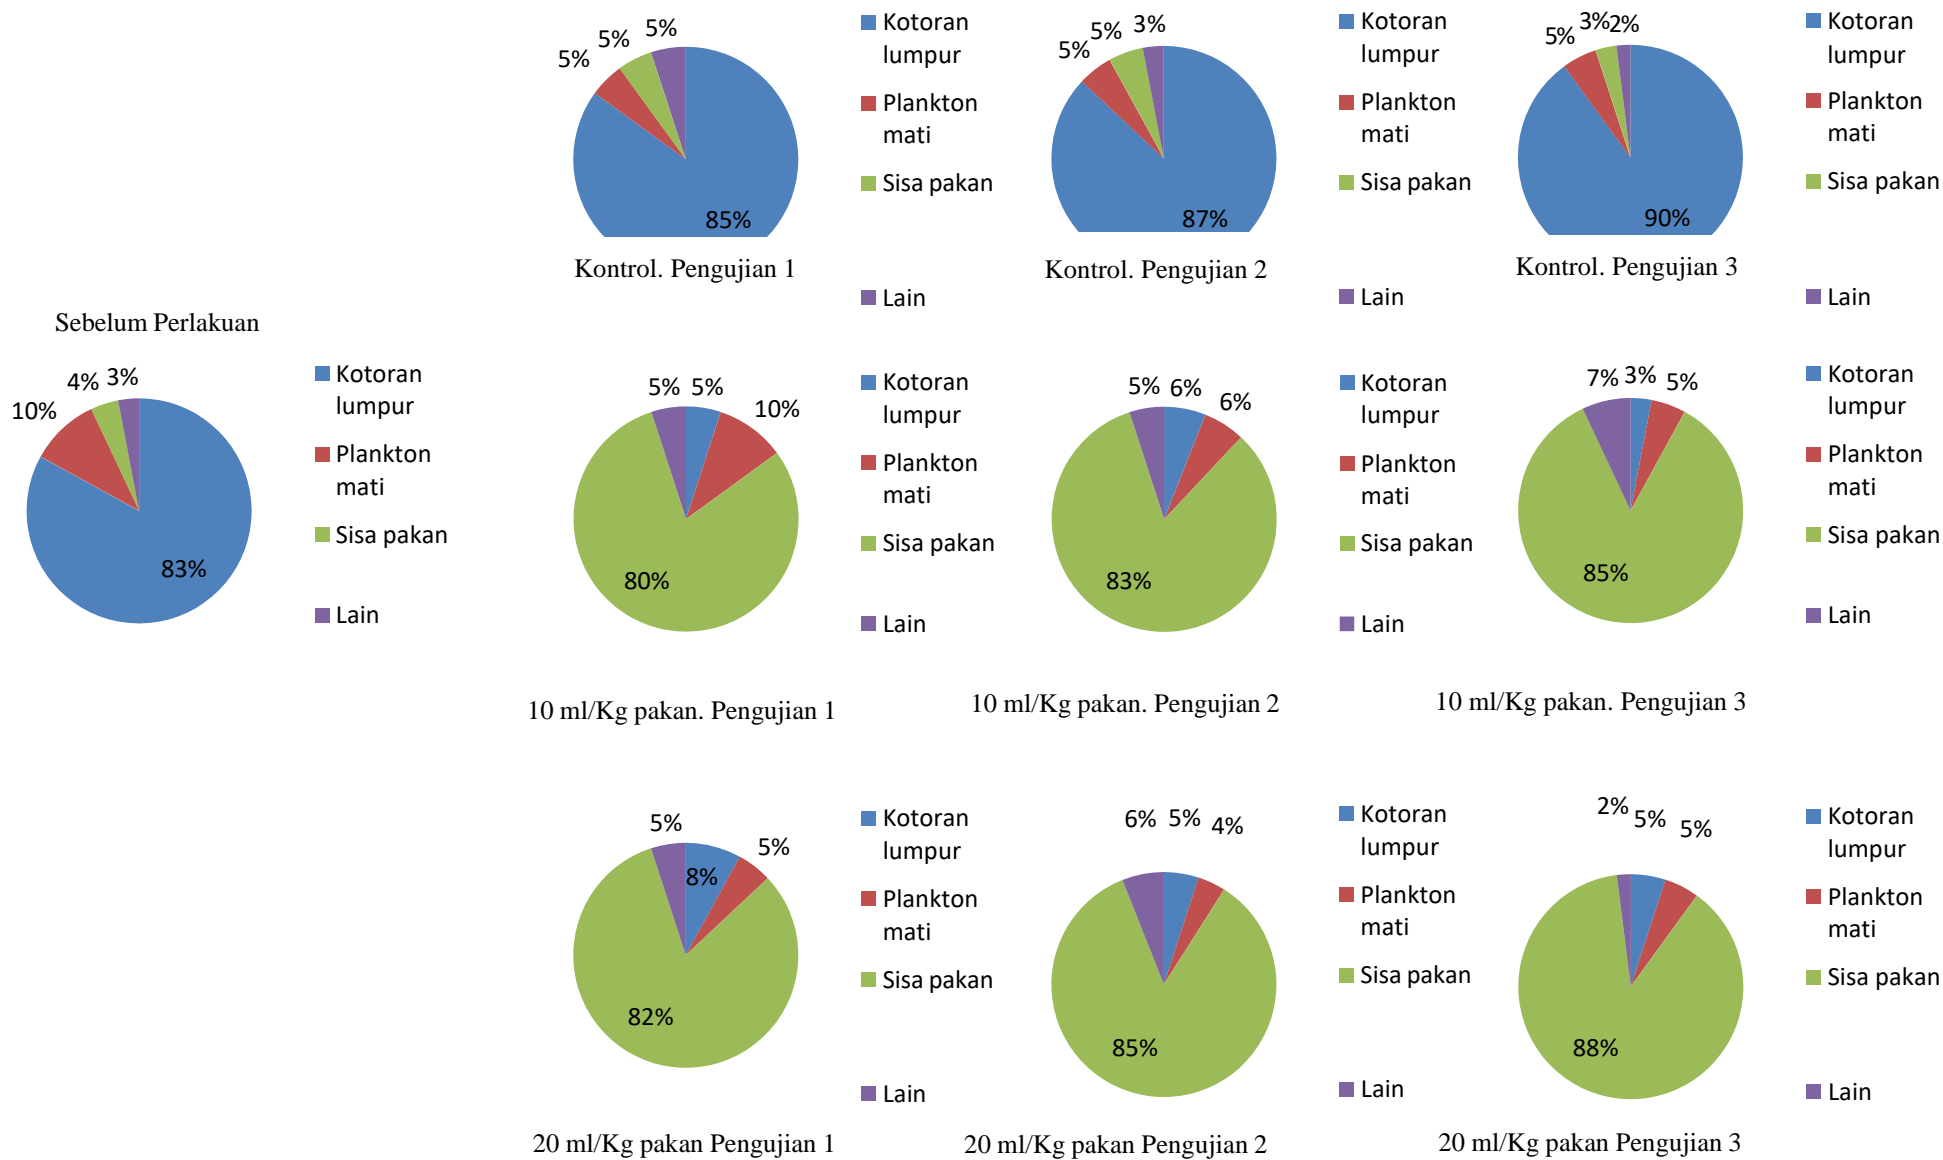 5%
5%
5%
85%
Kotoran
lumpur
Plankton
mati
Sisa pakan
Lain
Kontrol. Pengujian 1
5%
5%
3%
87%
Kotoran
lumpur
Plankton
mati
Sisa pakan
Lain
Kontrol. Pengujian 2
5%
3%
2%
90%
Kotoran
lumpur
Plankton
mati
Sisa pakan
Lain
Kontrol. Pengujian 3
Sebelum Perlakuan
10%
4%
3%
83%
Kotoran
lumpur
Plankton
mati
Sisa pakan
Lain
5%
5%
10%
80%
Kotoran
lumpur
Plankton
mati
Sisa pakan
Lain
10 ml/Kg pakan. Pengujian 1
5%
6%
6%
83%
Kotoran
lumpur
Plankton
mati
Sisa pakan
Lain
10 ml/Kg pakan. Pengujian 2
7%
3%
5%
85%
Kotoran
lumpur
Plankton
mati
Sisa pakan
Lain
10 ml/Kg pakan. Pengujian 3
5%
8%
5%
82%
Kotoran
lumpur
Plankton
mati
Sisa pakan
Lain
20 ml/Kg pakan Pengujian 1
6%
5%
4%
85%
Kotoran
lumpur
Plankton
mati
Sisa pakan
Lain
20 ml/Kg pakan Pengujian 2
2%
5%
5%
88%
Kotoran
lumpur
Plankton
mati
Sisa pakan
Lain
20 ml/Kg pakan Pengujian 3